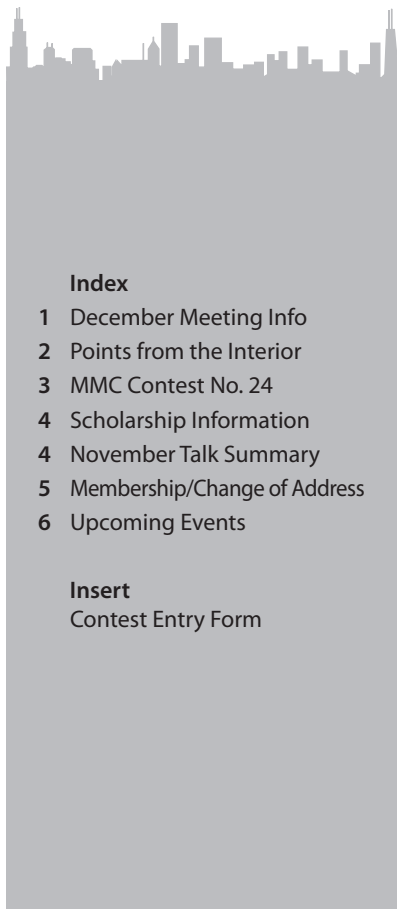 Index
1 December Meeting Info
2 Points from the Interior
3 MMC Contest No. 24
4 Scholarship Information
4 November Talk Summary
5 Membership/Change of Address
6 Upcoming Events
Insert
Contest Entry Form